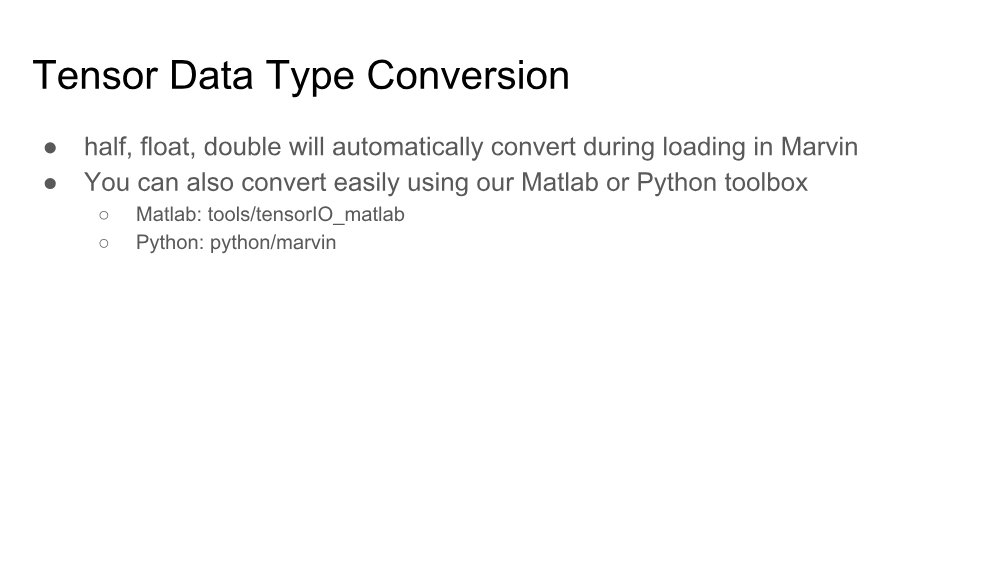 Tensor Data Type Conversion
● half, float, double will automatically convert during loading in Marvin
● You can also convert easily using our Matlab or Python toolbox
○ Matlab: tools/tensorIO_matlab
○ Python: python/marvin